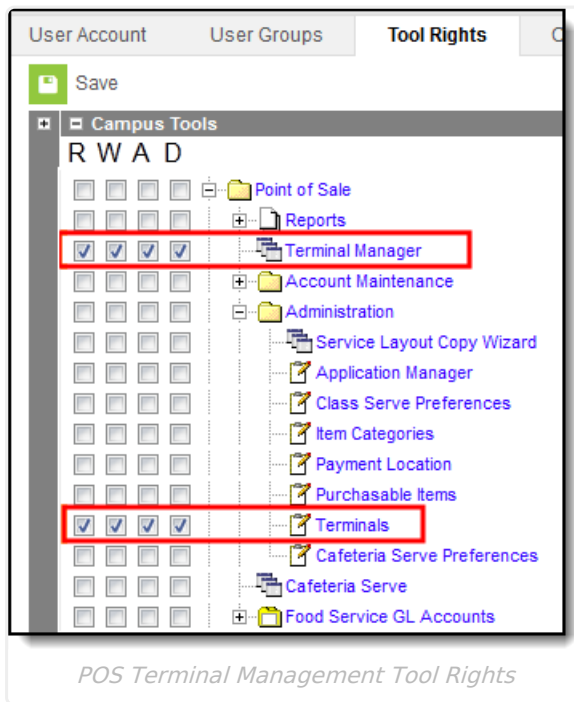 User Account User Groups Tool Rights
Save
Campus Tools
R W A D
Point of Sale
Reports
Terminal Manager
Account Maintenance
Administration
Service Layout Copy Wizard
Application Manager
Class Serve Preferences
Item Categories
Payment Location
Purchasable Items
Terminals
Cafeteria Serve Preferences
Cafeteria Serve
Food Service GL Accounts
POS Terminal Management Tool Rights